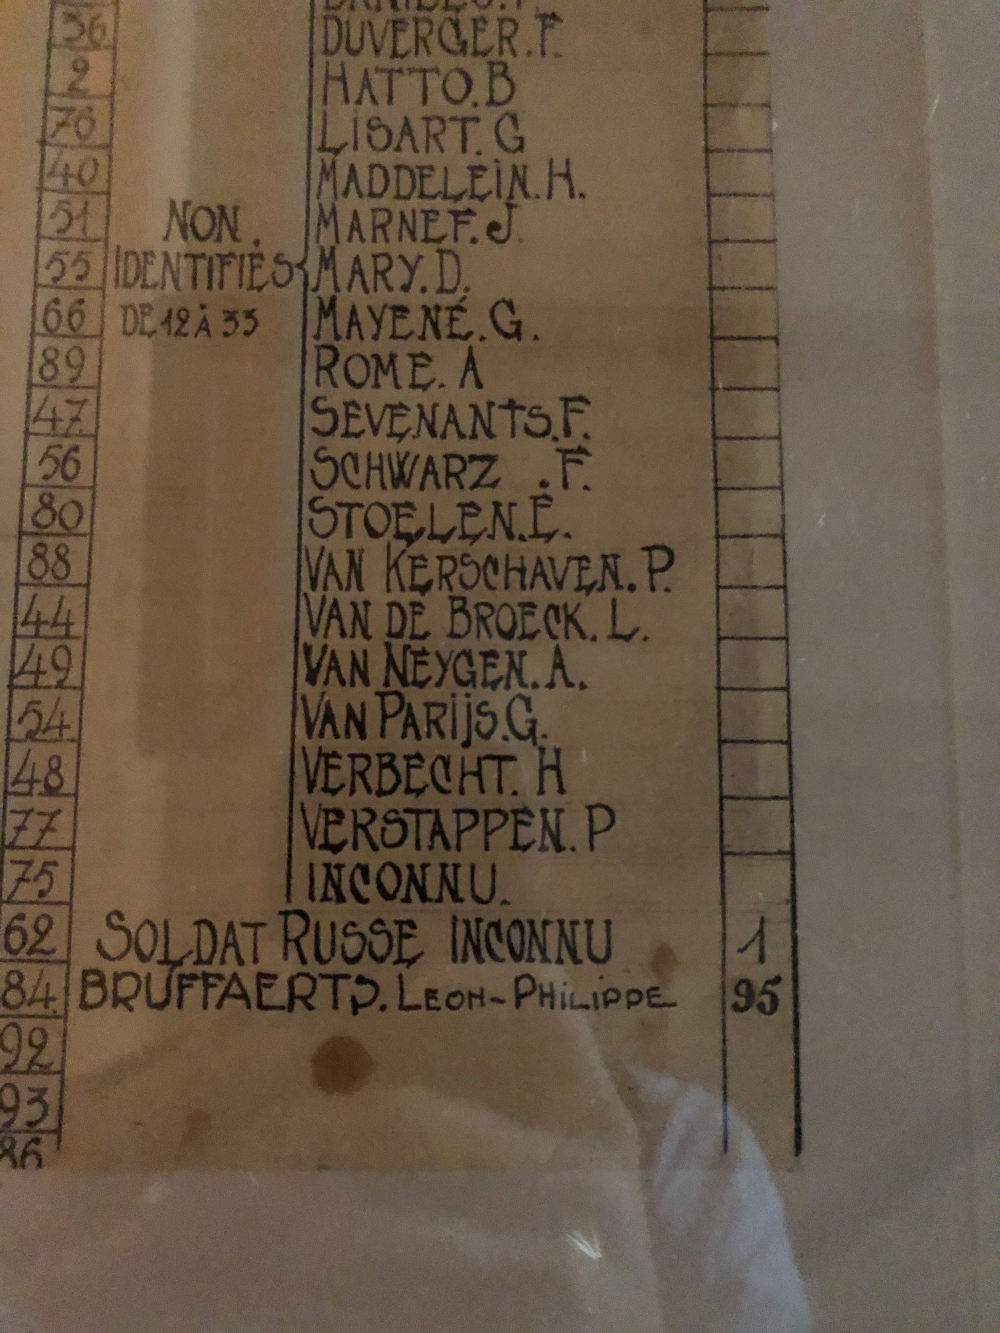 36 DUVERGER.F.
2 HATTO.B
76 LISART.G
40 MADDELEIN.H.
51 NON. MARNEF.J.
55 IDENTIFIÉS MARY.D.
66 DE 12 À 33 MAYENÉ.G.
89 ROME.A
47. SEVENANTS.F.
56 SCHWARZ .F.
80 STOELEN.E.
88 VAN KERSCHAVEN.P.
44 VAN DE BROECK.L.
49 VAN NEYGEN.A.
54. VAN PARIJS.G.
48 VERBECHT.H
77 VERSTAPPEN.P
75 INCONNU.
62 SOLDAT RUSSE INCONNU 1
84. BRUFFAERTS. LEON-PHILIPPE 95
92
93
86